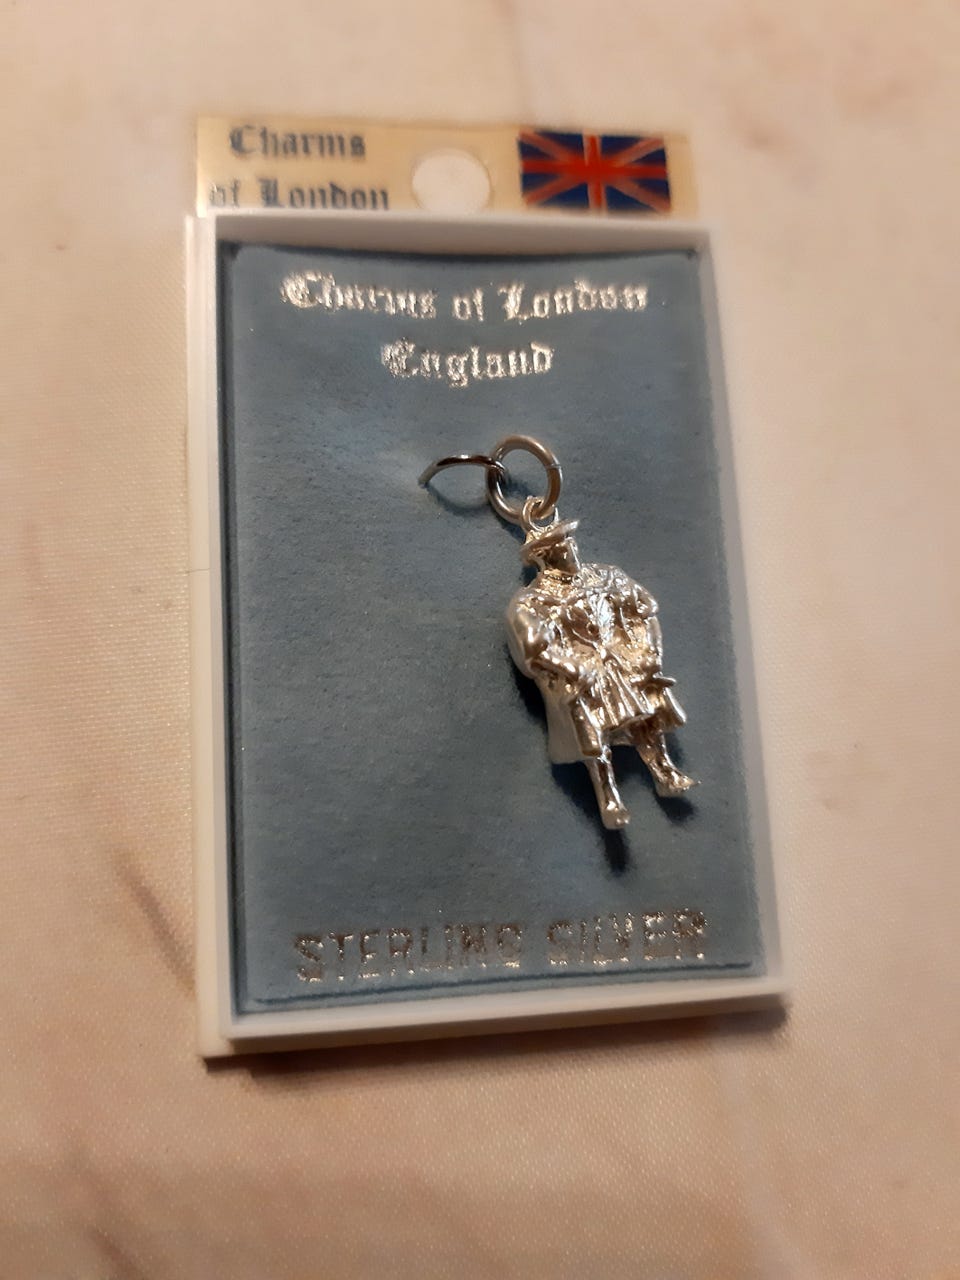 Charms
of London
Charms of London
England
STERLING SILVER